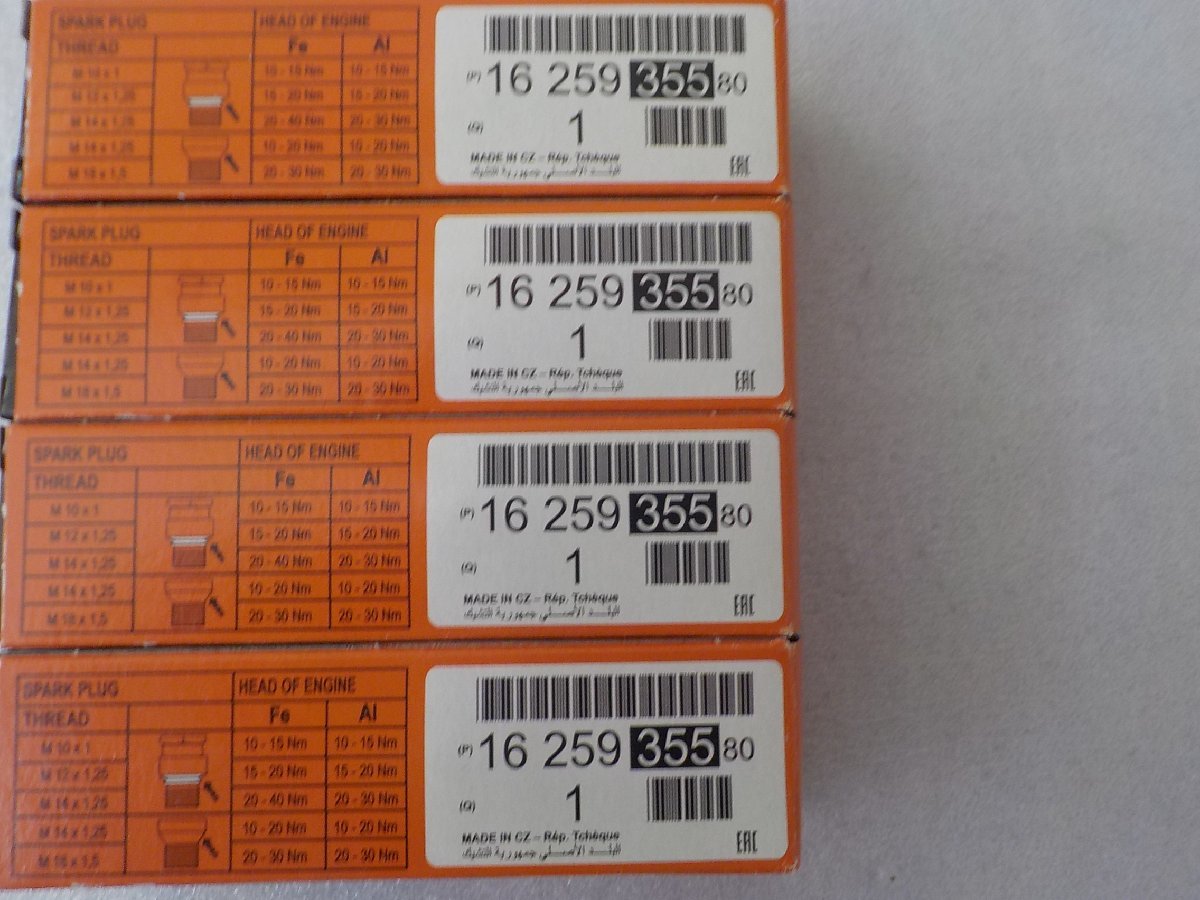 SPARK PLUG HEAD OF ENGINE
THREAD Fe Al
M 10 x 1 10 - 15 Nm 10 - 15 Nm
M 12 x 1,25 15 - 20 Nm 15 - 20 Nm
M 14 x 1,25 20 - 40 Nm 20 - 30 Nm
M 14 x 1,25 10 - 20 Nm 10 - 20 Nm
M 18 x 1,5 20 - 30 Nm 20 - 30 Nm
(P) 16 259 355 80
(Q) 1
MADE IN CZ – Rép. Tchèque
EAC
SPARK PLUG HEAD OF ENGINE
THREAD Fe Al
M 10 x 1 10 - 15 Nm 10 - 15 Nm
M 12 x 1,25 15 - 20 Nm 15 - 20 Nm
M 14 x 1,25 20 - 40 Nm 20 - 30 Nm
M 14 x 1,25 10 - 20 Nm 10 - 20 Nm
M 18 x 1,5 20 - 30 Nm 20 - 30 Nm
(P) 16 259 355 80
(Q) 1
MADE IN CZ – Rép. Tchèque
EAC
SPARK PLUG HEAD OF ENGINE
THREAD Fe Al
M 10 x 1 10 - 15 Nm 10 - 15 Nm
M 12 x 1,25 15 - 20 Nm 15 - 20 Nm
M 14 x 1,25 20 - 40 Nm 20 - 30 Nm
M 14 x 1,25 10 - 20 Nm 10 - 20 Nm
M 18 x 1,5 20 - 30 Nm 20 - 30 Nm
(P) 16 259 355 80
(Q) 1
MADE IN CZ – Rép. Tchèque
EAC
SPARK PLUG HEAD OF ENGINE
THREAD Fe Al
M 10 x 1 10 - 15 Nm 10 - 15 Nm
M 12 x 1,25 15 - 20 Nm 15 - 20 Nm
M 14 x 1,25 20 - 40 Nm 20 - 30 Nm
M 14 x 1,25 10 - 20 Nm 10 - 20 Nm
M 18 x 1,5 20 - 30 Nm 20 - 30 Nm
(P) 16 259 355 80
(Q) 1
MADE IN CZ – Rép. Tchèque
EAC